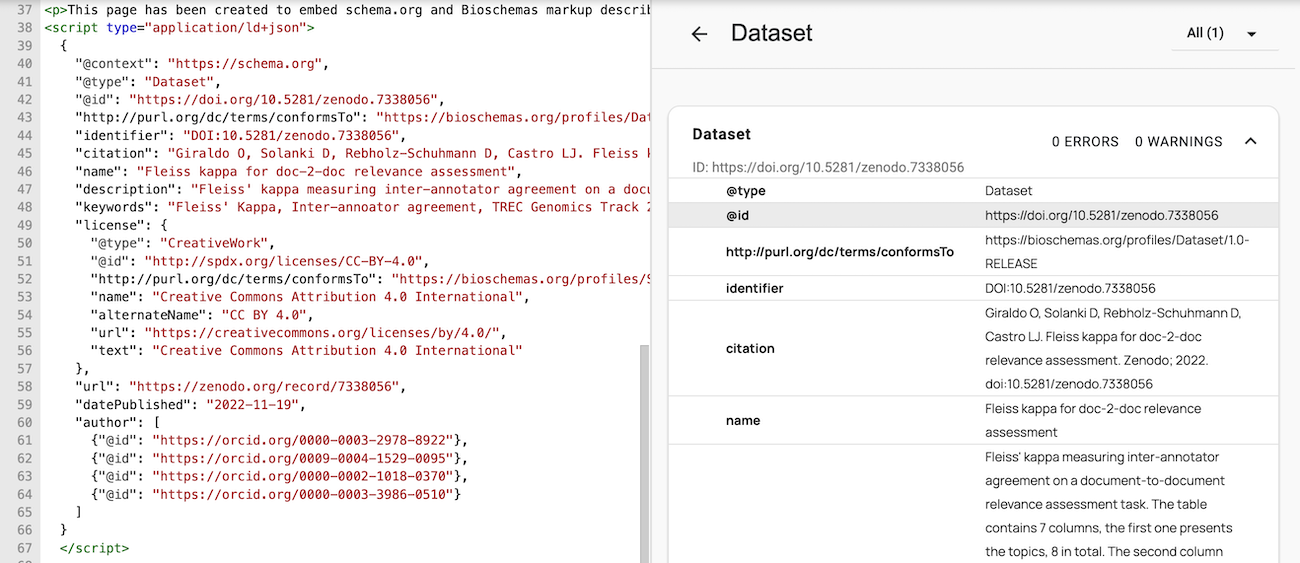 37 <p>This page has been created to embed schema.org and Bioschemas markup
38 <script type="application/ld+json">
39 {
40 "@context": "https://schema.org",
41 "@type": "Dataset",
42 "@id": "https://doi.org/10.5281/zenodo.7338056",
43 "http://purl.org/dc/terms/conformsTo": "https://bioschemas.org/profiles/
44 "identifier": "DOI:10.5281/zenodo.7338056",
45 "citation": "Giraldo O, Solanki D, Rebholz-Schuhmann D, Castro LJ. Fleiss
46 "name": "Fleiss kappa for doc-2-doc relevance assessment",
47 "description": "Fleiss' kappa measuring inter-annotator agreement on a
48 "keywords": "Fleiss' Kappa, Inter-annoator agreement, TREC Genomics Track
49 "license": {
50 "@type": "CreativeWork",
51 "@id": "http://spdx.org/licenses/CC-BY-4.0",
52 "http://purl.org/dc/terms/conformsTo": "https://bioschemas.org/profiles/
53 "name": "Creative Commons Attribution 4.0 International",
54 "alternateName": "CC BY 4.0",
55 "url": "https://creativecommons.org/licenses/by/4.0/",
56 "text": "Creative Commons Attribution 4.0 International"
57 },
58 "url": "https://zenodo.org/record/7338056",
59 "datePublished": "2022-11-19",
60 "author": [
61 {"@id": "https://orcid.org/0000-0003-2978-8922"},
62 {"@id": "https://orcid.org/0009-0004-1529-0095"},
63 {"@id": "https://orcid.org/0000-0002-1018-0370"},
64 {"@id": "https://orcid.org/0000-0003-3986-0510"}
65 ]
66 }
67 </script>
Dataset
All (1)
Dataset
0 ERRORS 0 WARNINGS
ID: https://doi.org/10.5281/zenodo.7338056
@type Dataset
@id https://doi.org/10.5281/zenodo.7338056
http://purl.org/dc/terms/conformsTo https://bioschemas.org/profiles/Dataset/1.0-
RELEASE
identifier DOI:10.5281/zenodo.7338056
citation Giraldo O, Solanki D, Rebholz-Schuhmann D,
Castro LJ. Fleiss kappa for doc-2-doc
relevance assessment. Zenodo; 2022.
doi:10.5281/zenodo.7338056
name Fleiss kappa for doc-2-doc relevance
assessment
Fleiss' kappa measuring inter-annotator
agreement on a document-to-document
relevance assessment task. The table
contains 7 columns, the first one presents
the topics, 8 in total. The second column